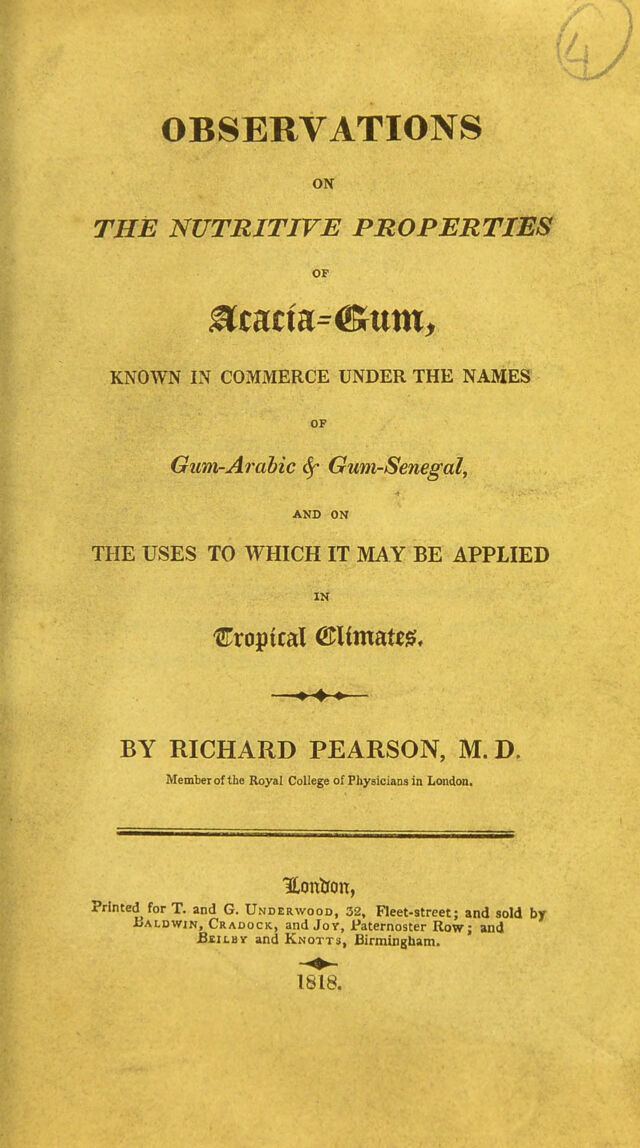 4
OBSERVATIONS
ON
THE NUTRITIVE PROPERTIES
OF
Acacia=Gum,
KNOWN IN COMMERCE UNDER THE NAMES
OF
Gum-Arabic & Gum-Senegal,
AND ON
THE USES TO WHICH IT MAY BE APPLIED
IN
Tropical Climates.
BY RICHARD PEARSON, M. D.
Member of the Royal College of Physicians in London.
London,
Printed for T. and G. UNDERWOOD, 32, Fleet-street; and sold by
BALDWIN, CRADOCK, and JOY, Paternoster Row; and
BEILBY and KNOTTS, Birmingham.
1818.